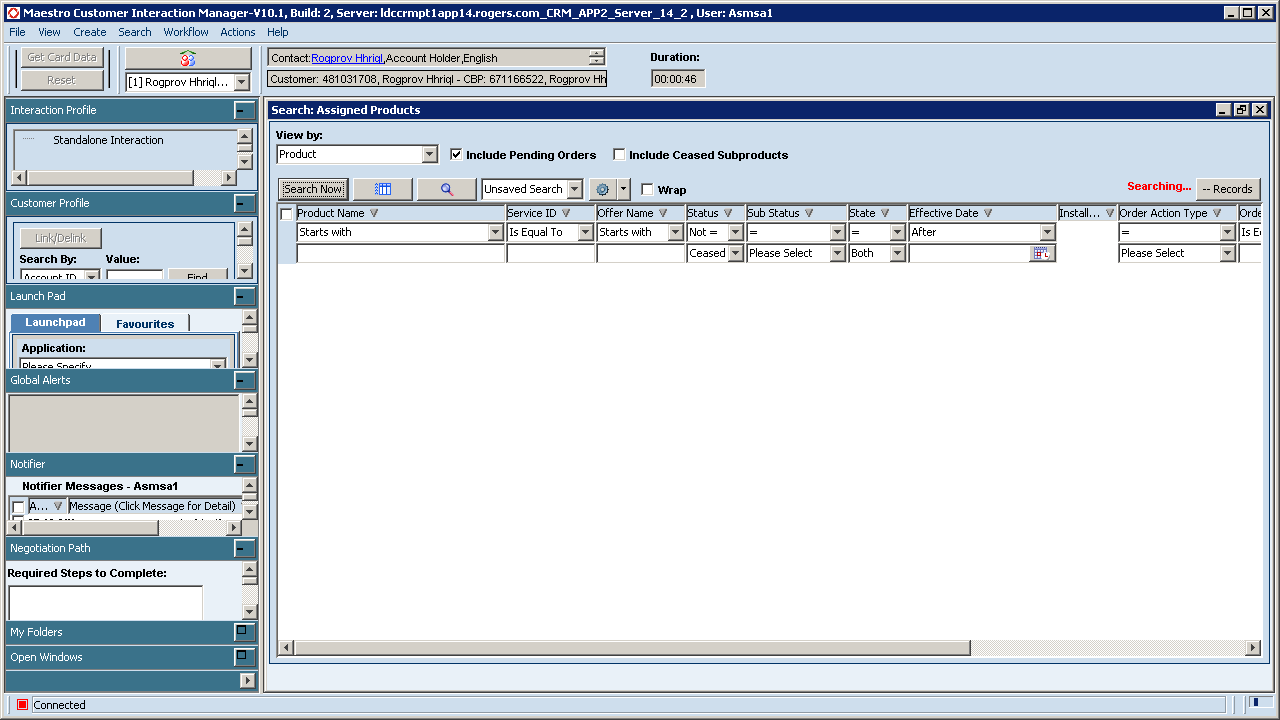 Maestro Customer Interaction Manager-V10.1, Build: 2, Server: ldccrmpt1app14.rogers.com_CRM_APP2_Server_14_2 , User: Asmsa1
File View Create Search Workflow Actions Help
Get Card Data
Reset
[1] Rogprov Hhriql...
Contact:Rogprov Hhriql,Account Holder,English
Customer: 481031708, Rogprov Hhriql - CBP: 671166522, Rogprov Hh
Duration:
00:00:46
Interaction Profile
Standalone Interaction
Customer Profile
Link/Delink
Search By: Value:
Account ID Find
Launch Pad
Launchpad Favourites
Application:
Please Specify
Global Alerts
Notifier
Notifier Messages - Asmsa1
A... Message (Click Message for Detail)
Negotiation Path
Required Steps to Complete:
My Folders
Open Windows
Search: Assigned Products
View by:
Product Include Pending Orders Include Ceased Subproducts
Search Now Unsaved Search Wrap Searching... -- Records
Product Name Service ID Offer Name Status Sub Status State Effective Date Install... Order Action Type Orde
Starts with Is Equal To Starts with Not = = = After = Is E
Ceased Please Select Both Please Select
Connected